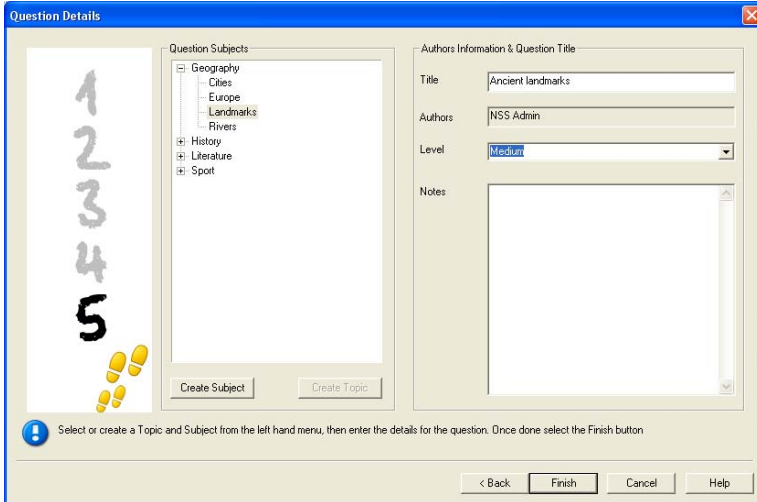 Question Details
1
2
3
4
5
Question Subjects
Geography
Cities
Europe
Landmarks
Rivers
History
Literature
Sport
Create Subject
Create Topic
Authors Information & Question Title
Title
Ancient landmarks
Authors
NSS Admin
Level
Medium
Notes
Select or create a Topic and Subject from the left hand menu, then enter the details for the question. Once done select the Finish button
< Back
Finish
Cancel
Help